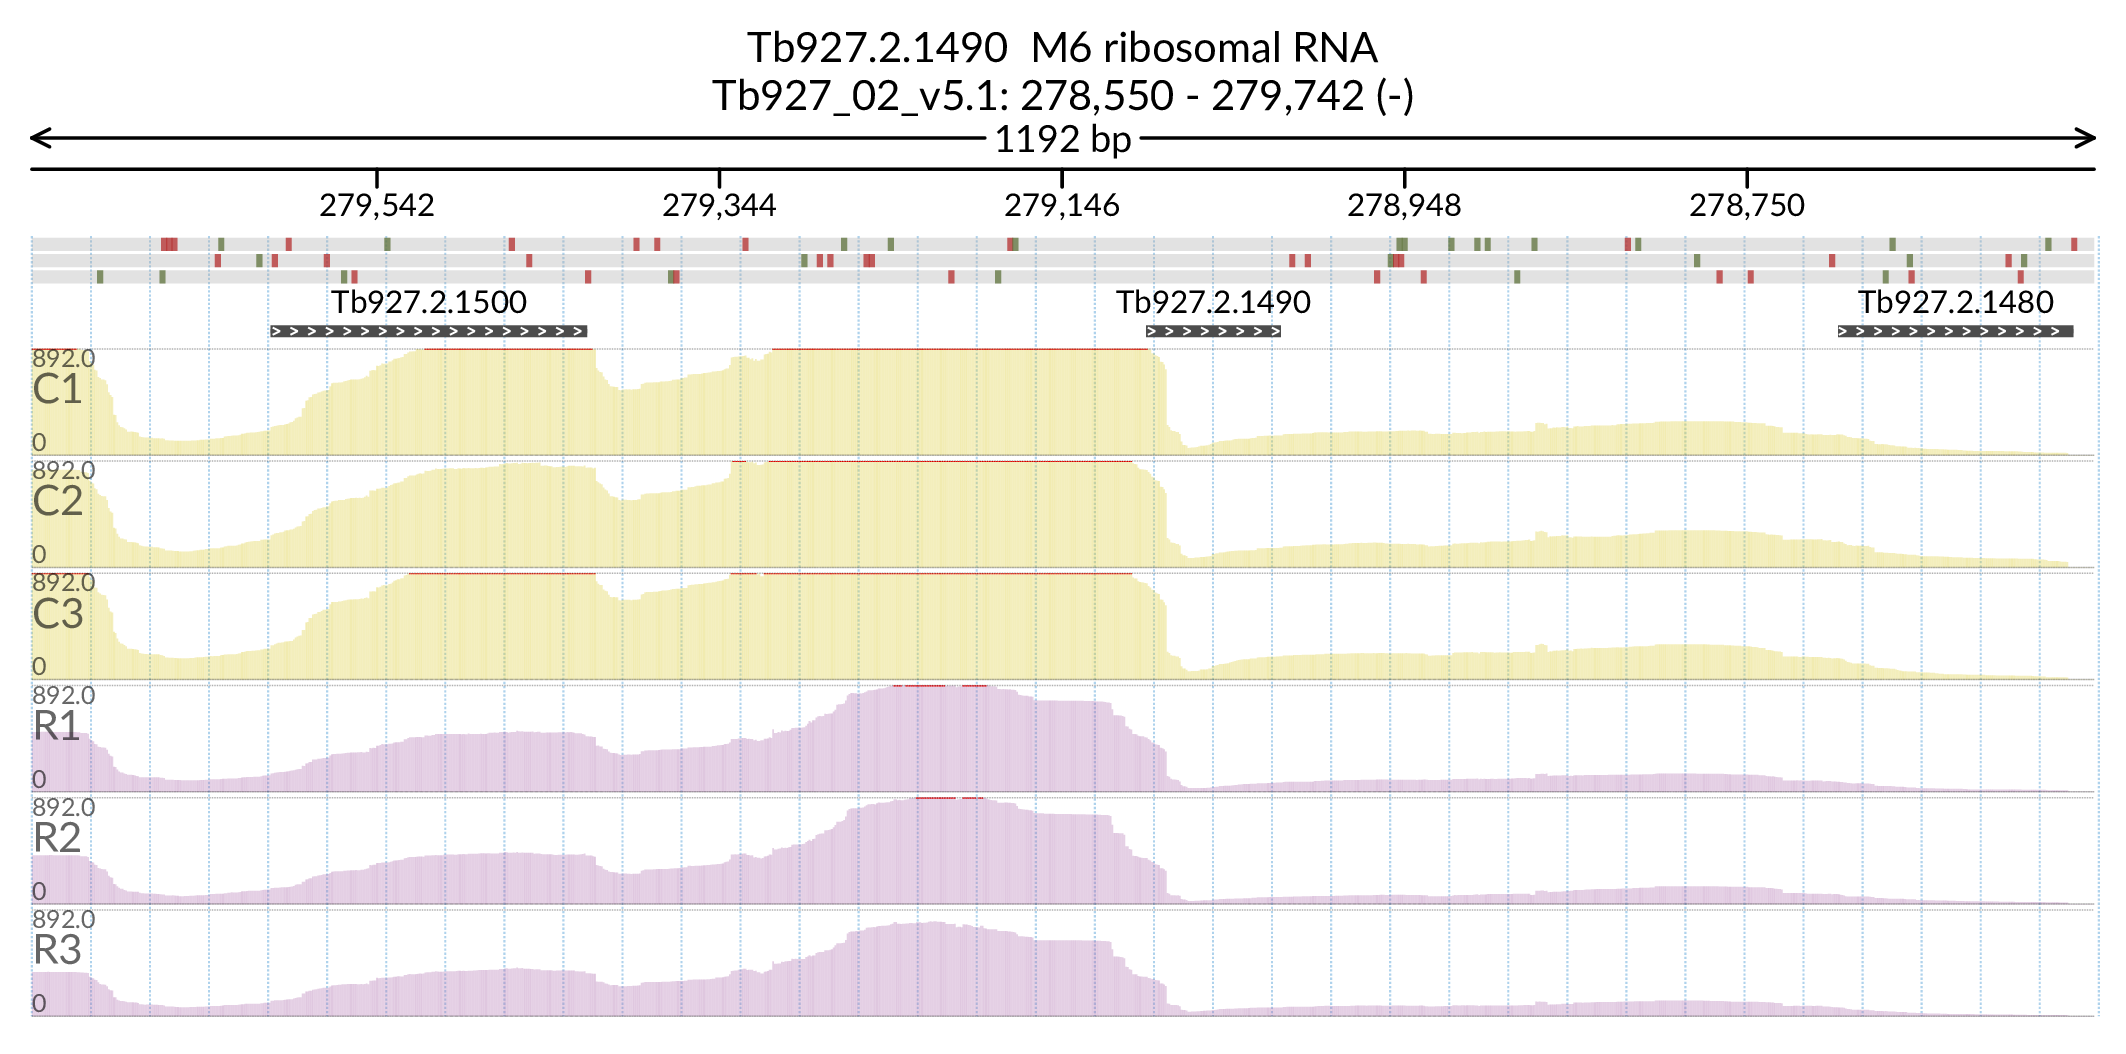 Tb927.2.1490  M6 ribosomal RNA
Tb927_02_v5.1: 278,550 - 279,742 (-)
1192 bp
279,542 279,344 279,146 278,948 278,750
Tb927.2.1500 Tb927.2.1490 Tb927.2.1480
892.0
C1
0
892.0
C2
0
892.0
C3
0
892.0
R1
0
892.0
R2
0
892.0
R3
0